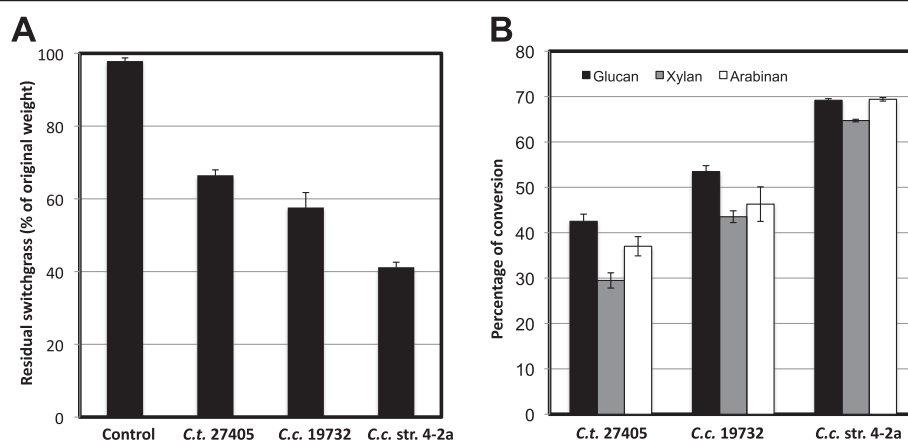 A
Residual switchgrass (% of original weight)
100
80
60
40
20
0
Control C.t. 27405 C.c. 19732 C.c. str. 4-2a
B
Percentage of conversion
80
70
60
50
40
30
20
10
0
Glucan Xylan Arabinan
C.t. 27405 C.c. 19732 C.c. str. 4-2a